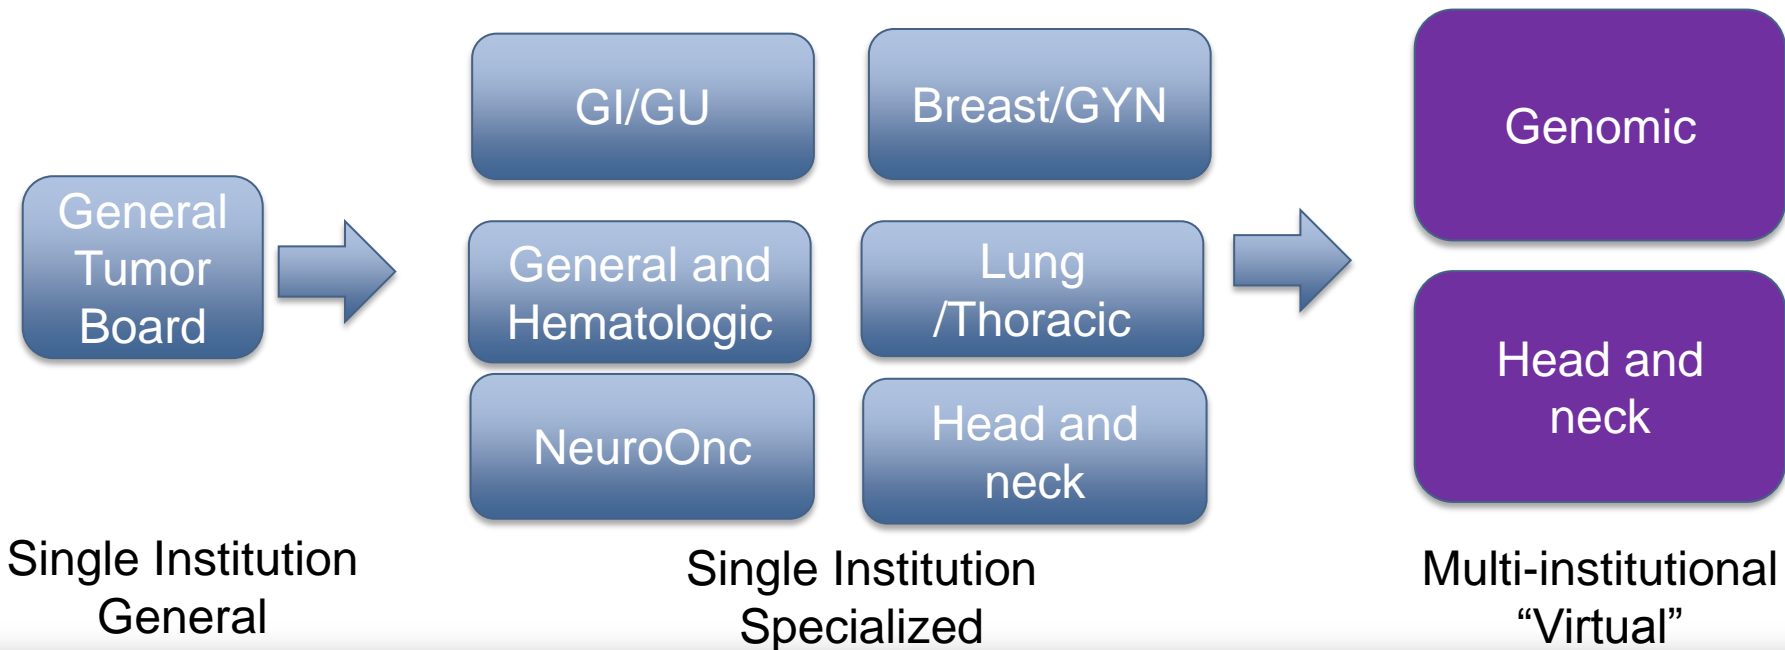 General
Tumor
Board
Single Institution
General
GI/GU
Breast/GYN
General and
Hematologic
Lung
/Thoracic
NeuroOnc
Head and
neck
Single Institution
Specialized
Genomic
Head and
neck
Multi-institutional
“Virtual”